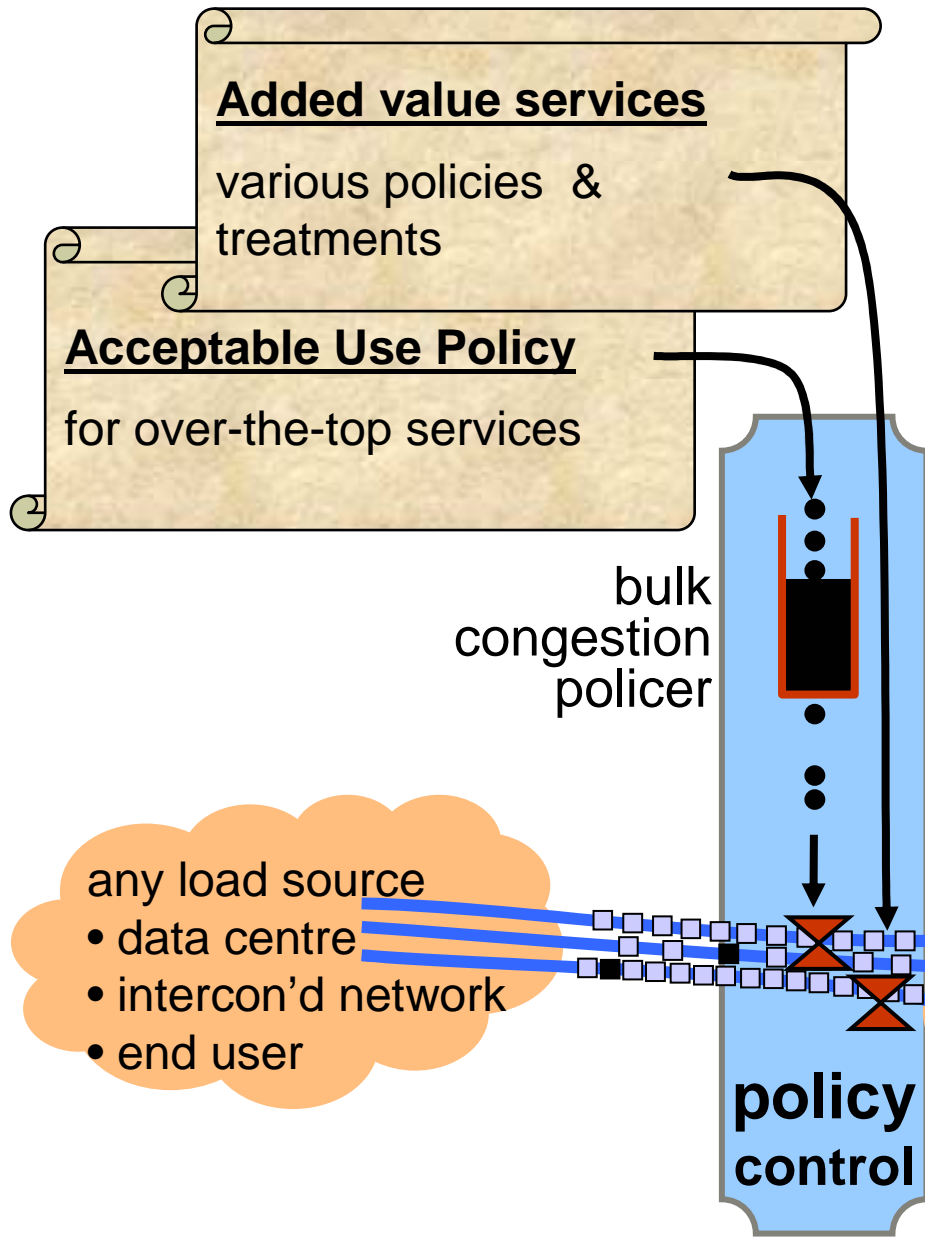 Added value services
various policies &
treatments
Acceptable Use Policy
for over-the-top services
bulk
congestion
policer
any load source
• data centre
• intercon’d network
• end user
policy
control